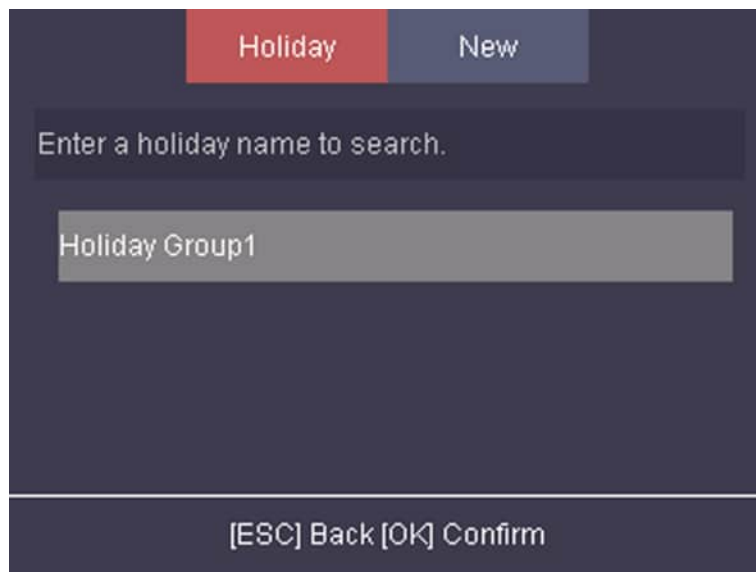 Holiday New
Enter a holiday name to search.
Holiday Group1
[ESC] Back [OK] Confirm